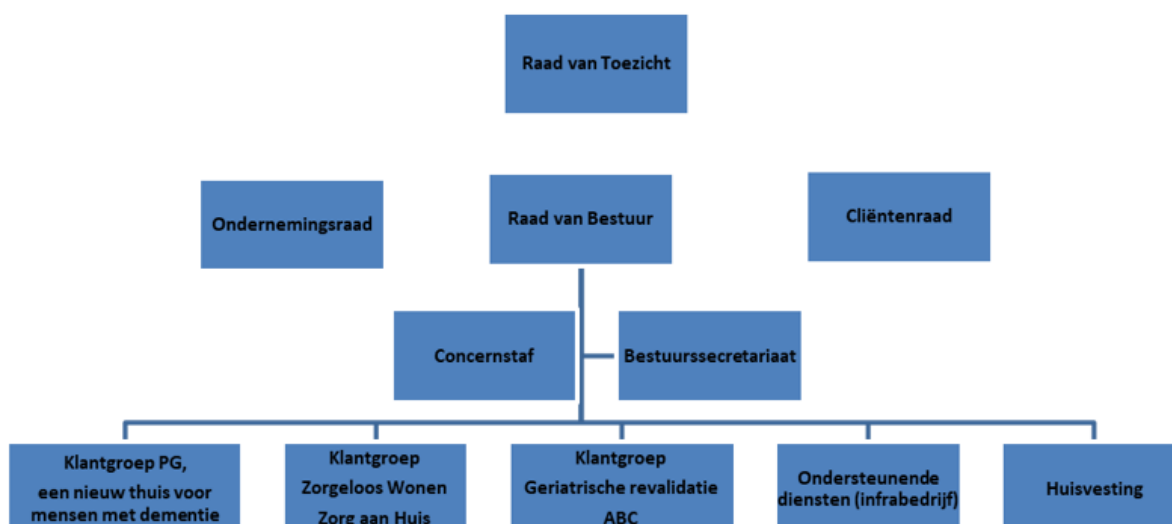 Raad van Toezicht
Ondernemingsraad
Raad van Bestuur
Cliëntenraad
Concernstaf
Bestuurssecretariaat
Klantgroep PG,
een nieuw thuis voor
mensen met dementie
Klantgroep
Zorgeloos Wonen
Zorg aan Huis
Klantgroep
Geriatrische revalidatie
ABC
Ondersteunende
diensten (infrabedrijf)
Huisvesting